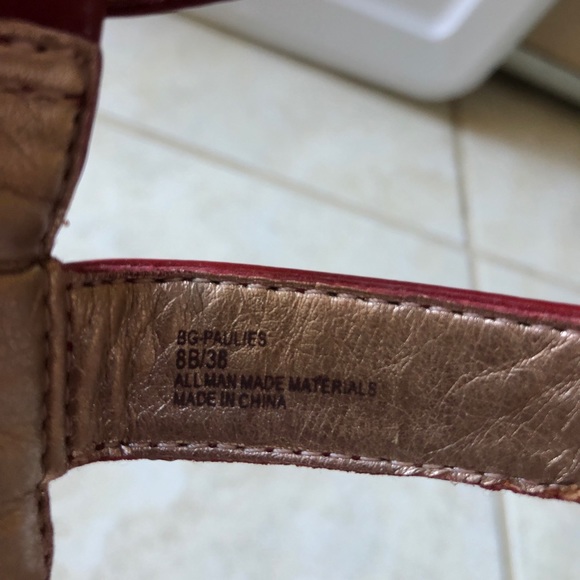 BG-PAULIES
8B/38
ALL MAN MADE MATERIALS
MADE IN CHINA